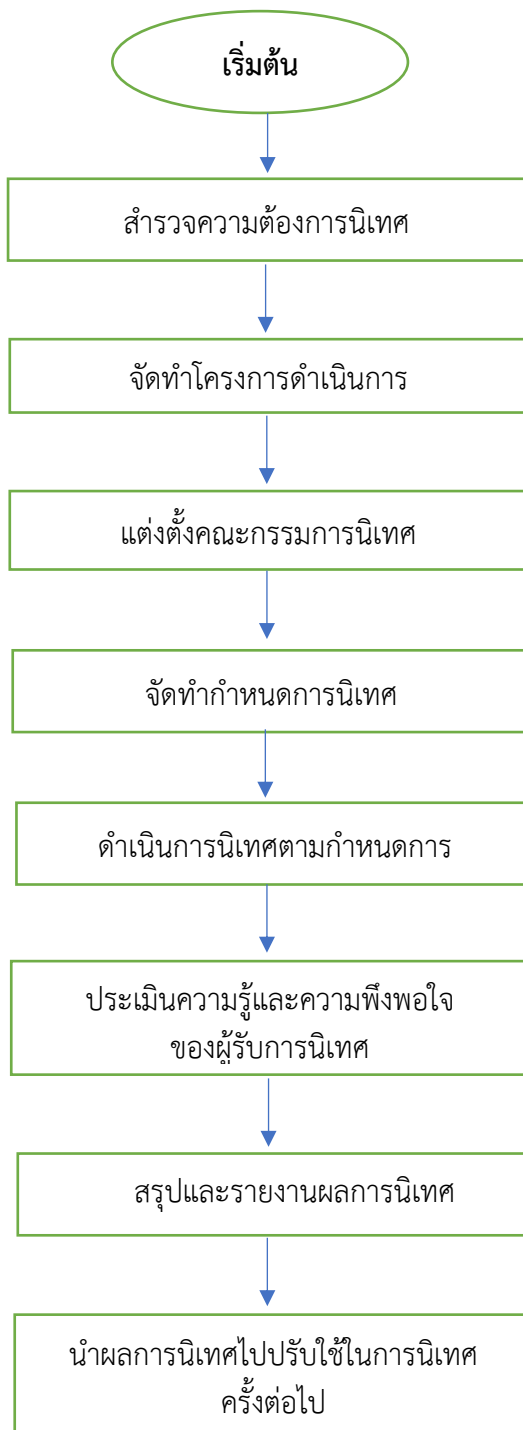 เริ่มต้น
สำรวจความต้องการนิเทศ
จัดทำโครงการดำเนินการ
แต่งตั้งคณะกรรมการนิเทศ
จัดทำกำหนดการนิเทศ
ดำเนินการนิเทศตามกำหนดการ
ประเมินความรู้และความพึงพอใจ
ของผู้รับการนิเทศ
สรุปและรายงานผลการนิเทศ
นำผลการนิเทศไปปรับใช้ในการนิเทศ
ครั้งต่อไป